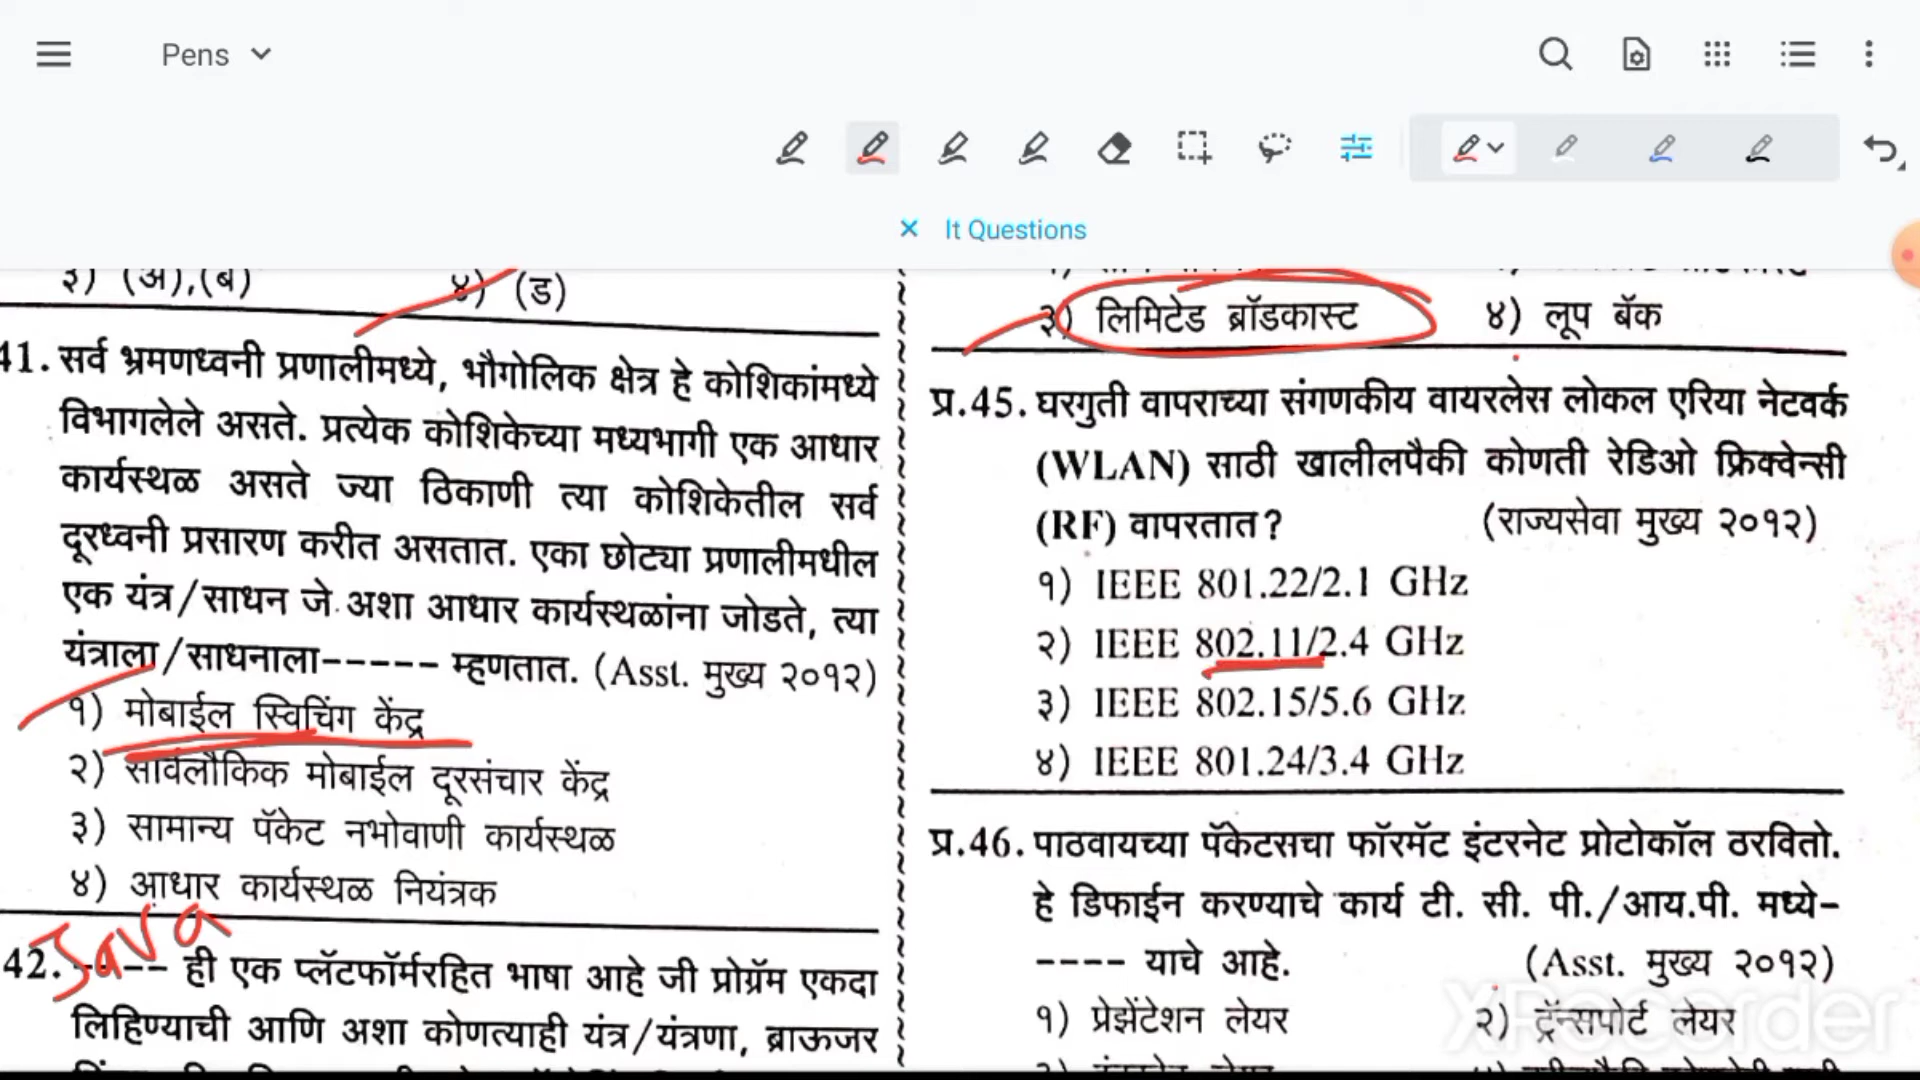 Pens
It Questions
३) (अ),(ब) ४) (ड)
41. सर्व भ्रमणध्वनी प्रणालीमध्ये, भौगोलिक क्षेत्र हे कोशिकांमध्ये
विभागलेले असते. प्रत्येक कोशिकेच्या मध्यभागी एक आधार
कार्यस्थळ असते ज्या ठिकाणी त्या कोशिकेतील सर्व
दूरध्वनी प्रसारण करीत असतात. एका छोट्या प्रणालीमधील
एक यंत्र/साधन जे अशा आधार कार्यस्थळांना जोडते, त्या
यंत्राला/साधनाला----- म्हणतात. (Asst. मुख्य २०१२)
१) मोबाईल स्विचिंग केंद्र
२) सार्वलौकिक मोबाईल दूरसंचार केंद्र
३) सामान्य पॅकेट नभोवाणी कार्यस्थळ
४) आधार कार्यस्थळ नियंत्रक
Java
42. ---- ही एक प्लॅटफॉर्मरहित भाषा आहे जी प्रोग्रॅम एकदा
लिहिण्याची आणि अशा कोणत्याही यंत्र/यंत्रणा, ब्राऊजर
३) लिमिटेड ब्रॉडकास्ट ४) लूप बॅक
प्र.45. घरगुती वापराच्या संगणकीय वायरलेस लोकल एरिया नेटवर्क
(WLAN) साठी खालीलपैकी कोणती रेडिओ फ्रिक्वेन्सी
(RF) वापरतात? (राज्यसेवा मुख्य २०१२)
१) IEEE 801.22/2.1 GHz
२) IEEE 802.11/2.4 GHz
३) IEEE 802.15/5.6 GHz
४) IEEE 801.24/3.4 GHz
प्र.46. पाठवायच्या पॅकेटसचा फॉरमॅट इंटरनेट प्रोटोकॉल ठरवितो.
हे डिफाईन करण्याचे कार्य टी. सी. पी./आय.पी. मध्ये-
---- याचे आहे. (Asst. मुख्य २०१२)
१) प्रेझेंटेशन लेयर २) ट्रॅन्सपोर्ट लेयर
XRecorder